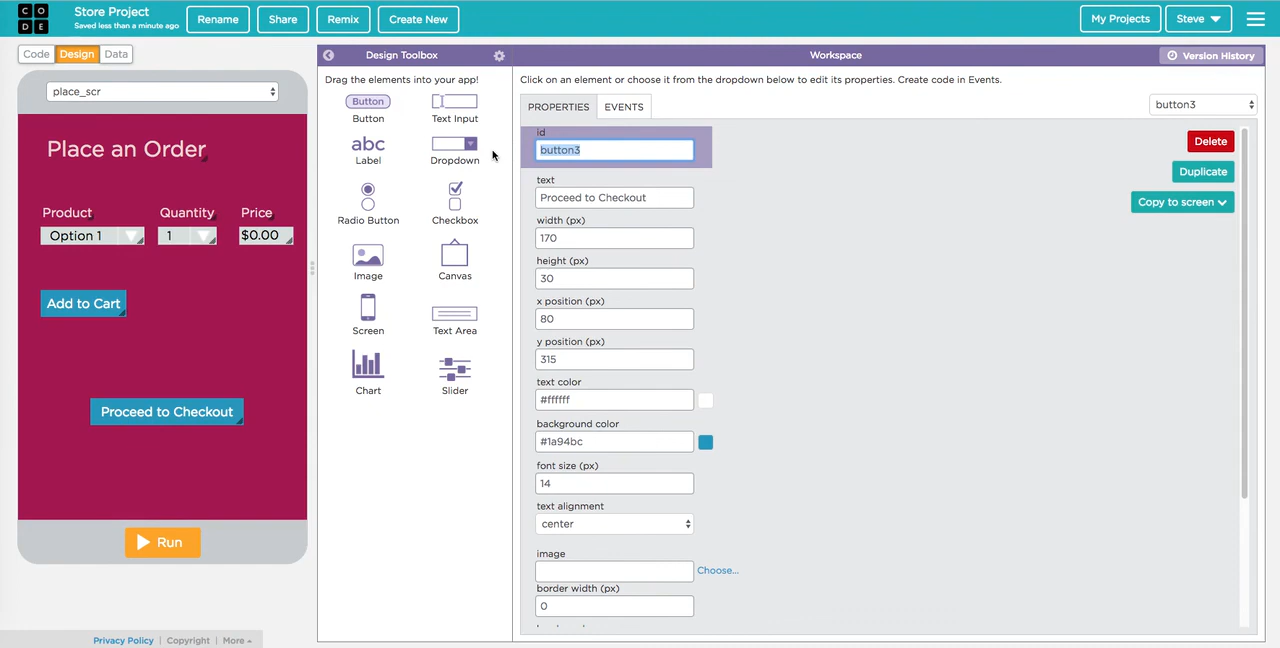 C O
D E
Store Project
Saved less than a minute ago
Rename
Share
Remix
Create New
My Projects
Steve
Code
Design
Data
Design Toolbox
Workspace
Version History
place_scr
Place an Order
Product
Quantity
Price
Option 1
1
$0.00
Add to Cart
Proceed to Checkout
Run
Drag the elements into your app!
Button
Button
Text Input
abc
Label
Dropdown
Radio Button
Checkbox
Image
Canvas
Screen
Text Area
Chart
Slider
Click on an element or choose it from the dropdown below to edit its properties. Create code in Events.
PROPERTIES
EVENTS
button3
id
button3
Delete
Duplicate
Copy to screen
text
Proceed to Checkout
width (px)
170
height (px)
30
x position (px)
80
y position (px)
315
text color
#ffffff
background color
#1a94bc
font size (px)
14
text alignment
center
image
Choose...
border width (px)
0
Privacy Policy | Copyright | More